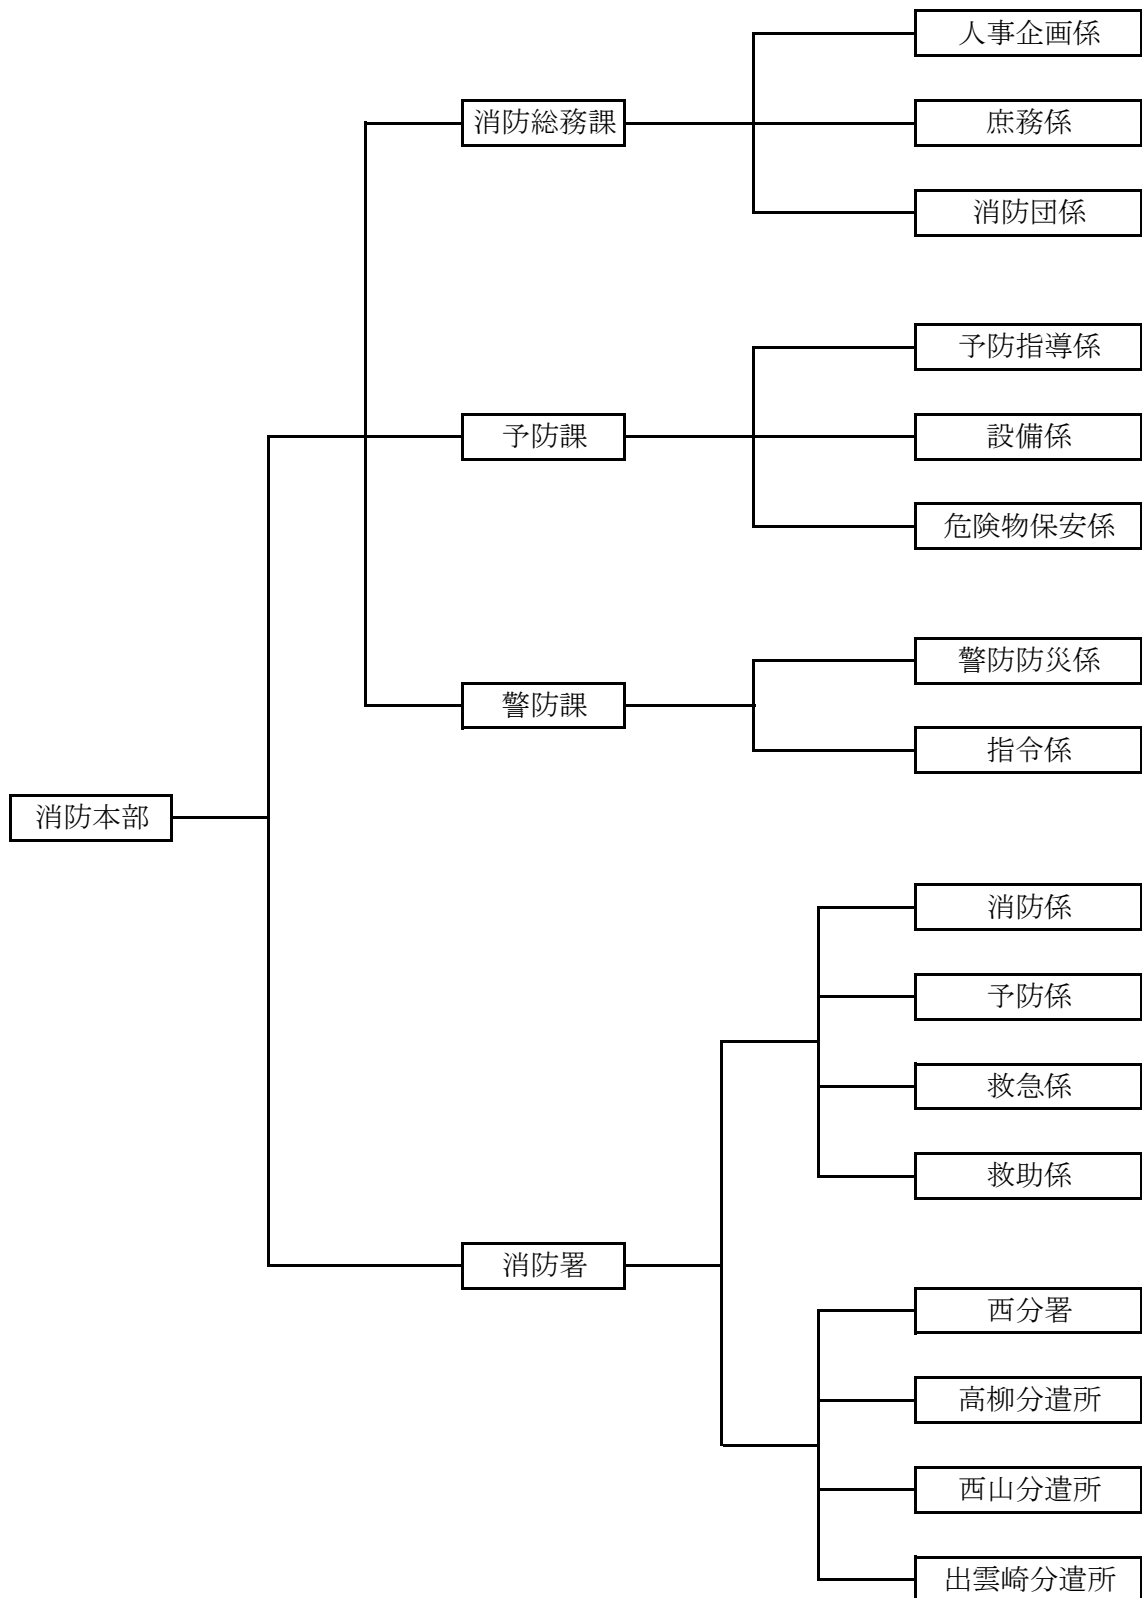 人事企画係
消防総務課
庶務係
消防団係
予防指導係
予防課
設備係
危険物保安係
警防防災係
警防課
指令係
消防本部
消防係
予防係
救急係
救助係
消防署
西分署
高柳分遣所
西山分遣所
出雲崎分遣所